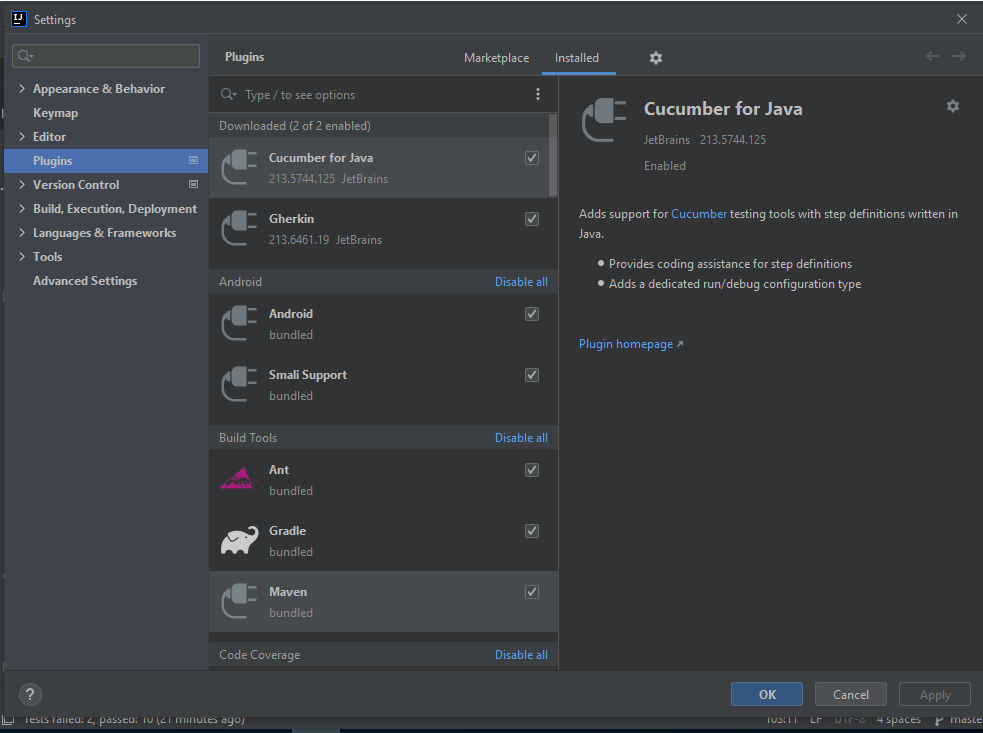 IJ Settings
Plugins
Marketplace Installed
Type / to see options
Appearance & Behavior
Keymap
Editor
Plugins
Version Control
Build, Execution, Deployment
Languages & Frameworks
Tools
Advanced Settings
Downloaded (2 of 2 enabled)
Cucumber for Java
213.5744.125 JetBrains
Gherkin
213.6461.19 JetBrains
Android Disable all
Android
bundled
Smali Support
bundled
Build Tools Disable all
Ant
bundled
Gradle
bundled
Maven
bundled
Code Coverage Disable all
Cucumber for Java
JetBrains 213.5744.125
Enabled
Adds support for Cucumber testing tools with step definitions written in
Java.
Provides coding assistance for step definitions
Adds a dedicated run/debug configuration type
Plugin homepage
? OK Cancel Apply
Tests failed: 2, passed: 10 (21 minutes ago) 105:11 LF UTF-8 4 spaces maste